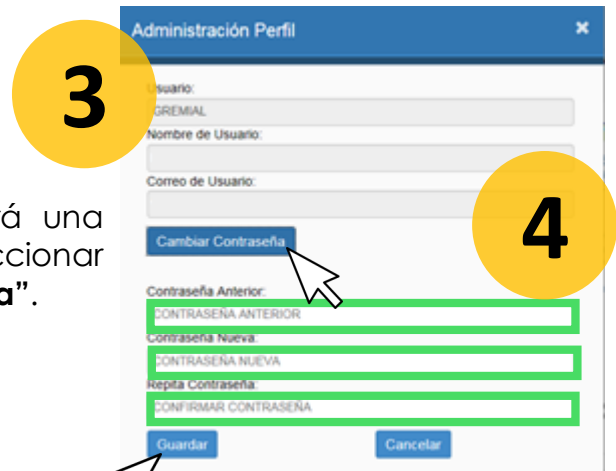 Administración Perfil ×
3
Usuario:
GREMIAL
Nombre de Usuario:
Correo de Usuario:
4
una
Cambiar Contraseña
Contraseña Anterior:
CONTRASEÑA ANTERIOR
Contraseña Nueva:
CONTRASEÑA NUEVA
Repita Contraseña:
CONFIRMAR CONTRASEÑA
Guardar Cancelar